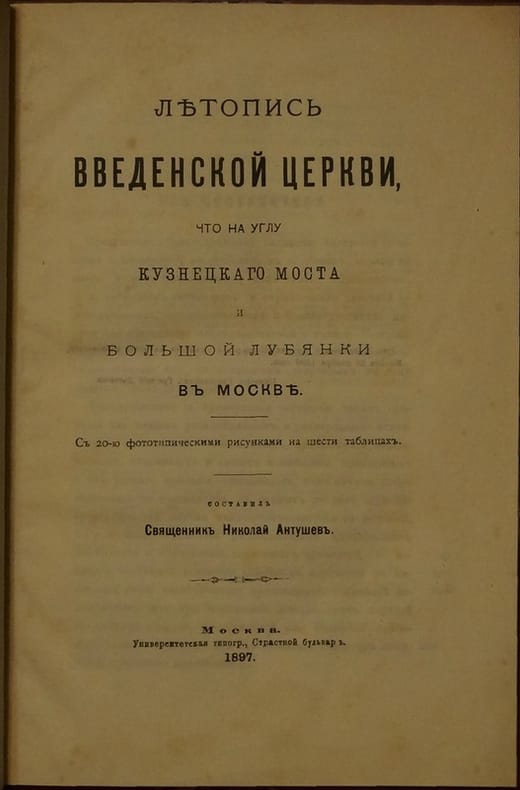 ЛѢТОПИСЬ
ВВЕДЕНСКОЙ ЦЕРКВИ,
ЧТО НА УГЛУ
КУЗНЕЦКАГО МОСТА
И
БОЛЬШОЙ ЛУБЯНКИ
ВЪ МОСКВѢ.
Съ 20-ю фототипическими рисунками на шести таблицахъ.
СОСТАВИЛЪ
Священникъ Николай Антушевъ.
Москва.
Университетская типогр., Страстной бульваръ.
1897.